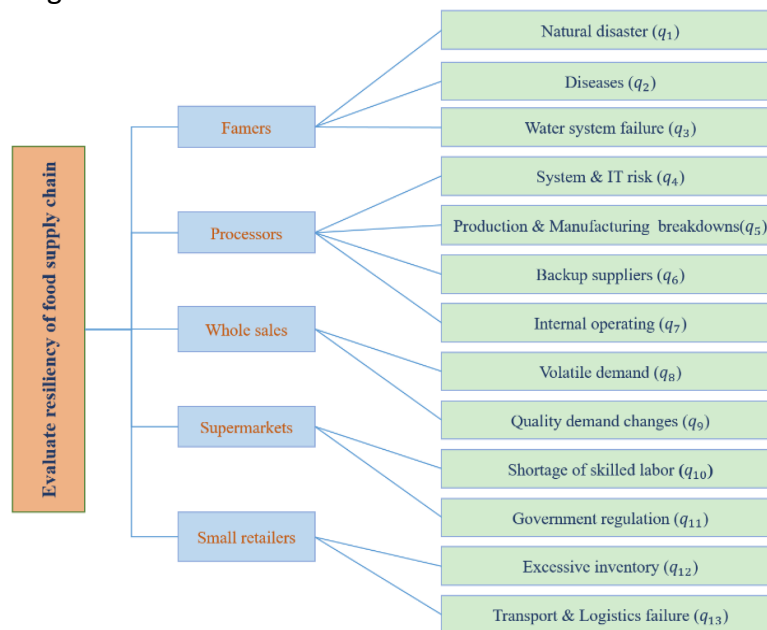 Evaluate resiliency of food supply chain
Famers
Processors
Whole sales
Supermarkets
Small retailers
Natural disaster (q₁)
Diseases (q₂)
Water system failure (q₃)
System & IT risk (q₄)
Production & Manufacturing breakdowns(q₅)
Backup suppliers (q₆)
Internal operating (q₇)
Volatile demand (q₈)
Quality demand changes (q₉)
Shortage of skilled labor (q₁₀)
Government regulation (q₁₁)
Excessive inventory (q₁₂)
Transport & Logistics failure (q₁₃)